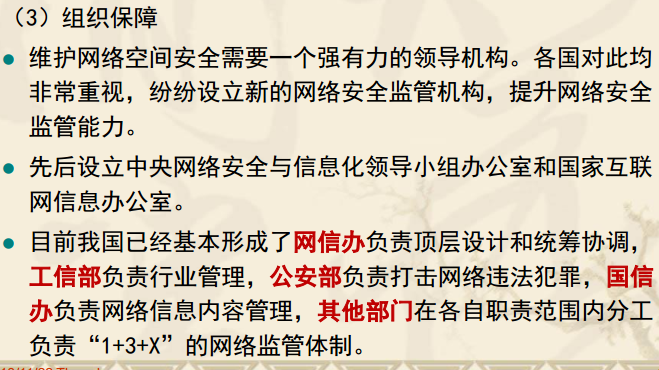 （3）组织保障
维护网络空间安全需要一个强有力的领导机构。各国对此均
非常重视，纷纷设立新的网络安全监管机构，提升网络安全
监管能力。
先后设立中央网络安全与信息化领导小组办公室和国家互联
网信息办公室。
目前我国已经基本形成了网信办负责顶层设计和统筹协调，
工信部负责行业管理，公安部负责打击网络违法犯罪，国信
办负责网络信息内容管理，其他部门在各自职责范围内分工
负责“1+3+X”的网络监管体制。